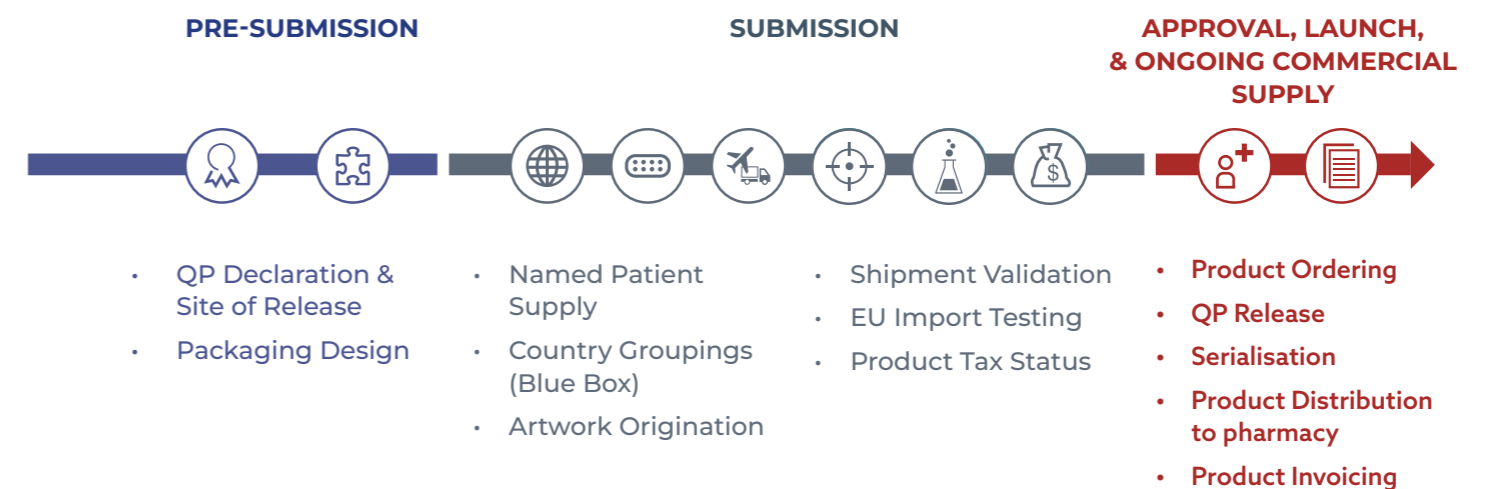 PRE-SUBMISSION
• QP Declaration &
Site of Release
• Packaging Design
SUBMISSION
• Named Patient
Supply
• Country Groupings
(Blue Box)
• Artwork Origination
• Shipment Validation
• EU Import Testing
• Product Tax Status
APPROVAL, LAUNCH,
& ONGOING COMMERCIAL
SUPPLY
$
• Product Ordering
• QP Release
• Serialisation
• Product Distribution
to pharmacy
• Product Invoicing